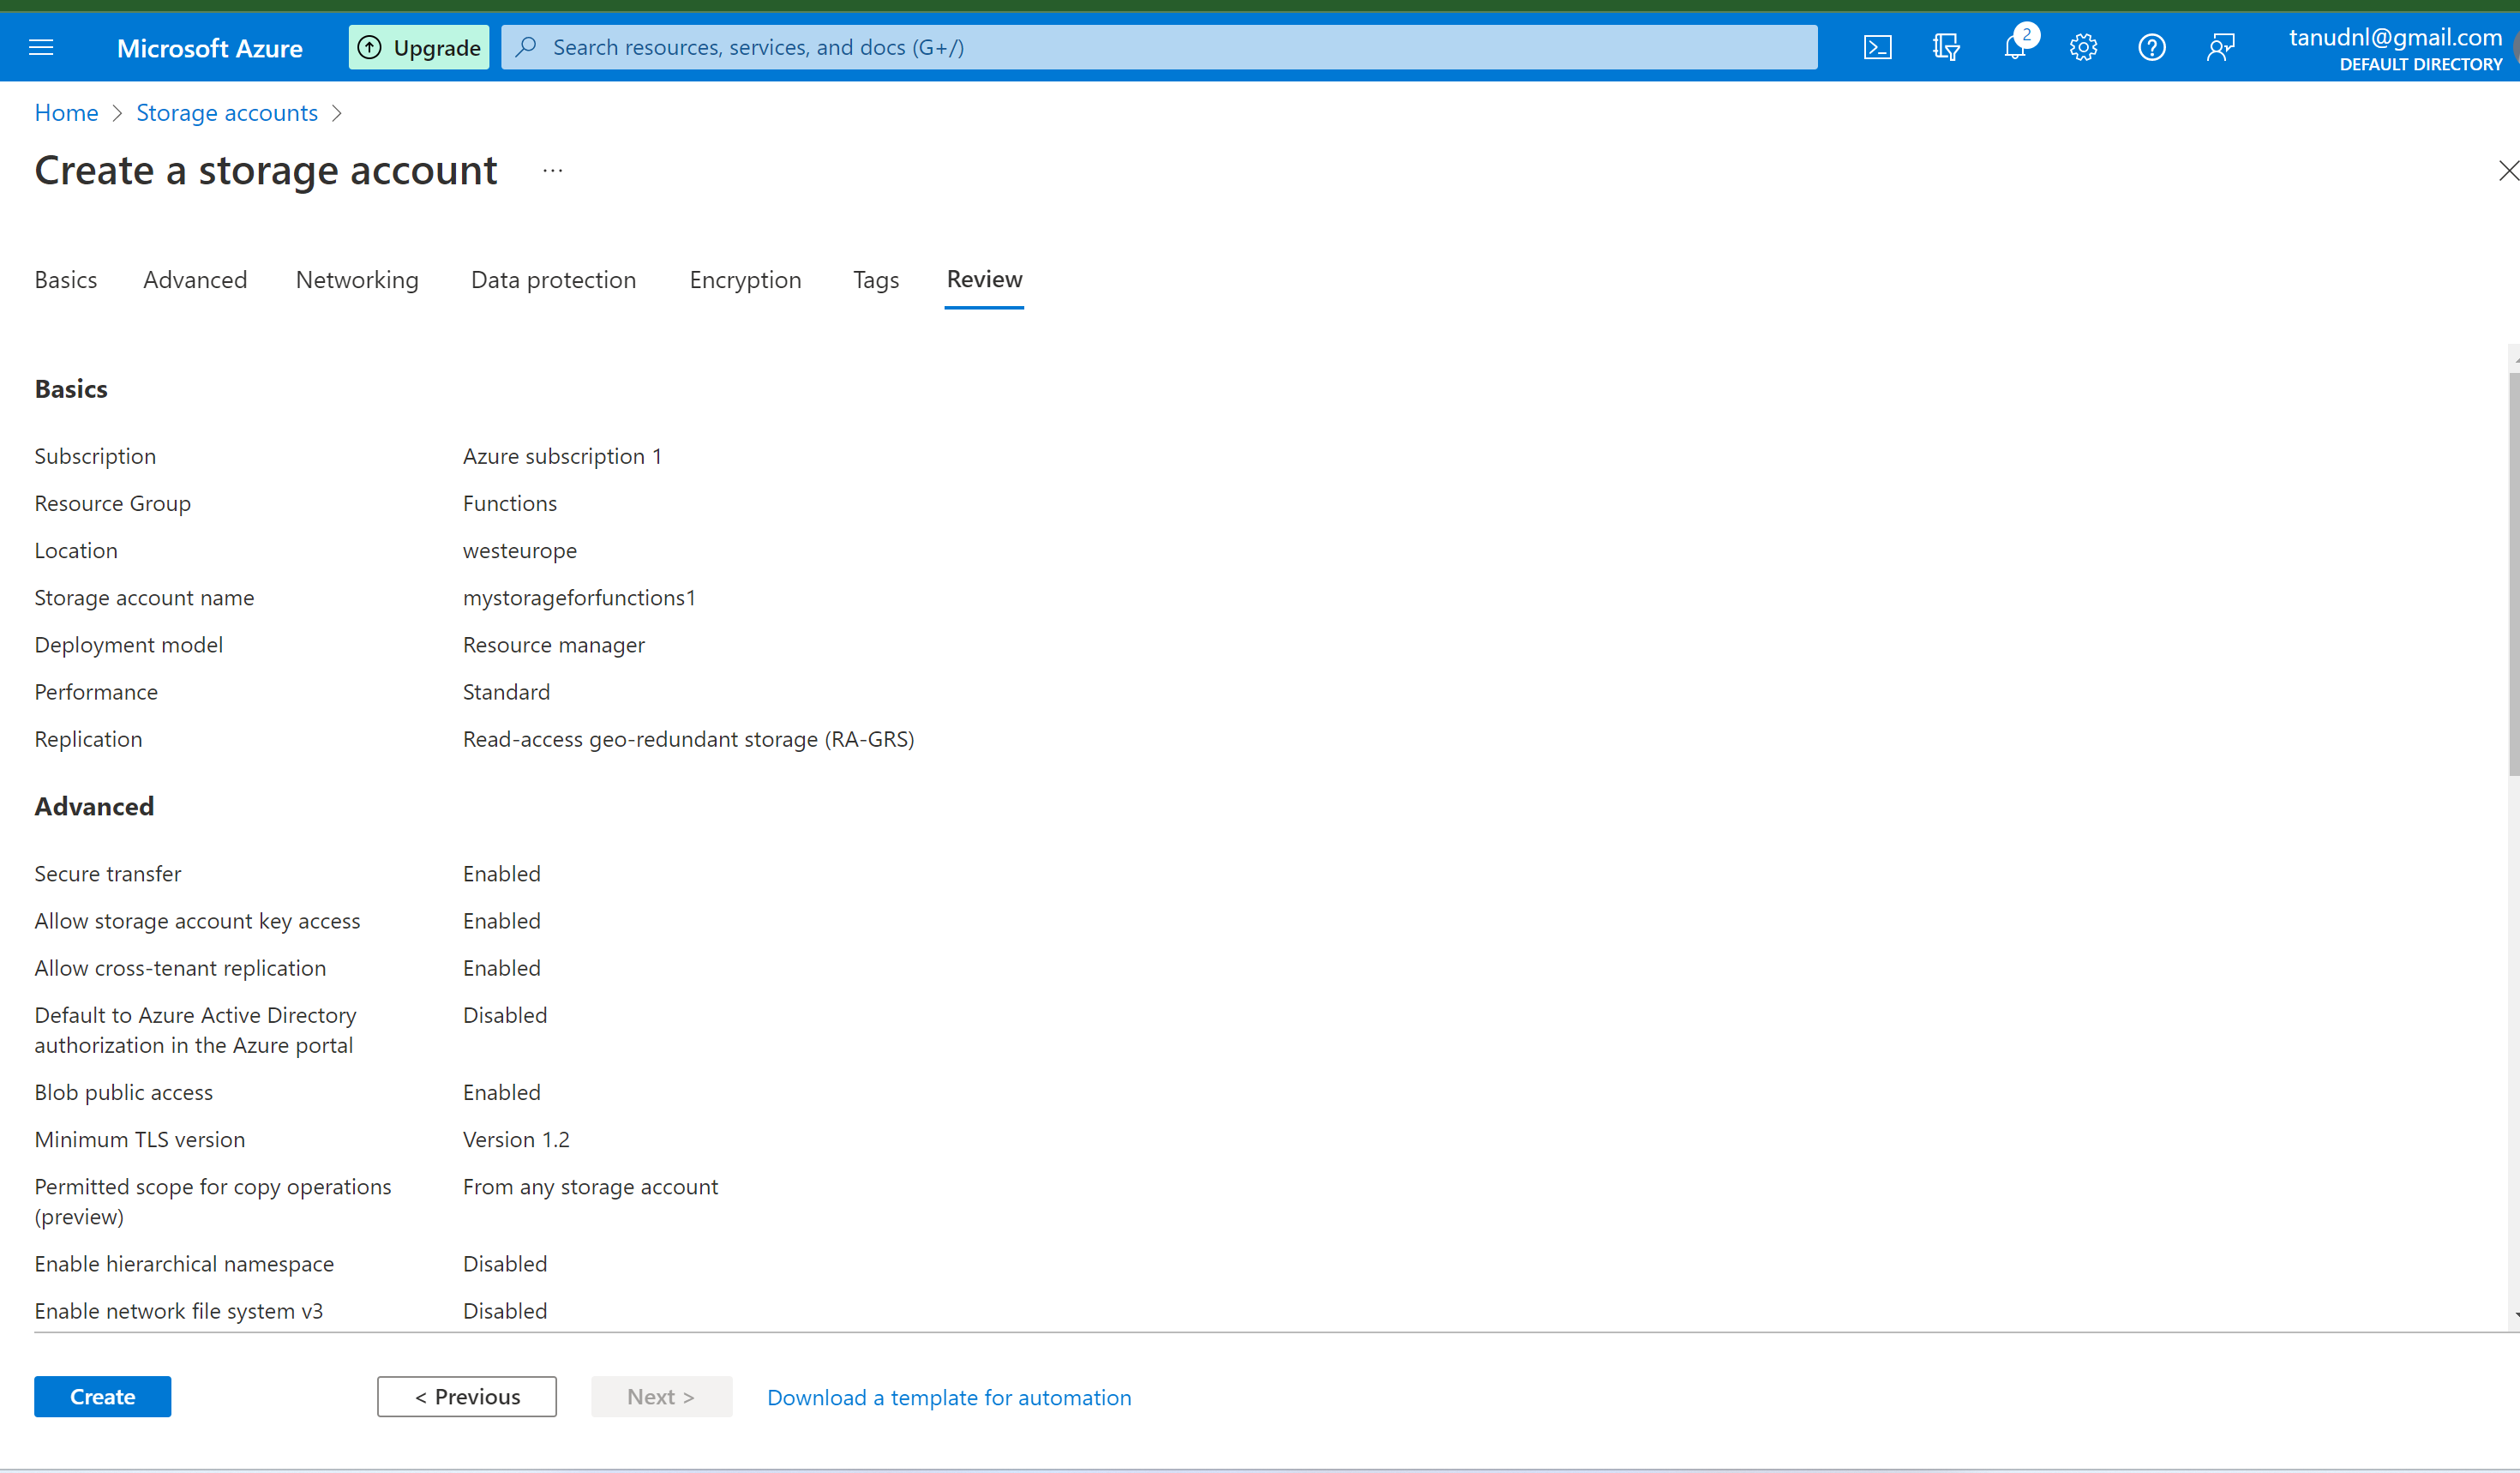 Microsoft Azure
Upgrade
Search resources, services, and docs (G+/)
2
tanudnl@gmail.com
DEFAULT DIRECTORY
Home > Storage accounts >
Create a storage account ...
Basics Advanced Networking Data protection Encryption Tags Review
Basics
Subscription Azure subscription 1
Resource Group Functions
Location westeurope
Storage account name mystorageforfunctions1
Deployment model Resource manager
Performance Standard
Replication Read-access geo-redundant storage (RA-GRS)
Advanced
Secure transfer Enabled
Allow storage account key access Enabled
Allow cross-tenant replication Enabled
Default to Azure Active Directory Disabled
authorization in the Azure portal
Blob public access Enabled
Minimum TLS version Version 1.2
Permitted scope for copy operations From any storage account
(preview)
Enable hierarchical namespace Disabled
Enable network file system v3 Disabled
Create < Previous Next > Download a template for automation